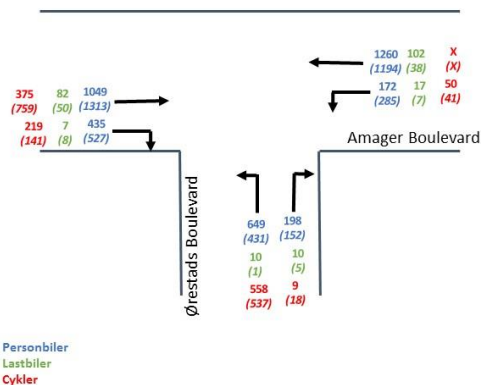 1260 102 X
(1194) (38) (X)
172 17 50
(285) (7) (41)
375 82 1049
(759) (50) (1313)
219 7 435
(141) (8) (527)
Amager Boulevard
Ørestads Boulevard
649 198
(431) (152)
10 10
(1) (5)
558 9
(537) (18)
Personbiler
Lastbiler
Cykler